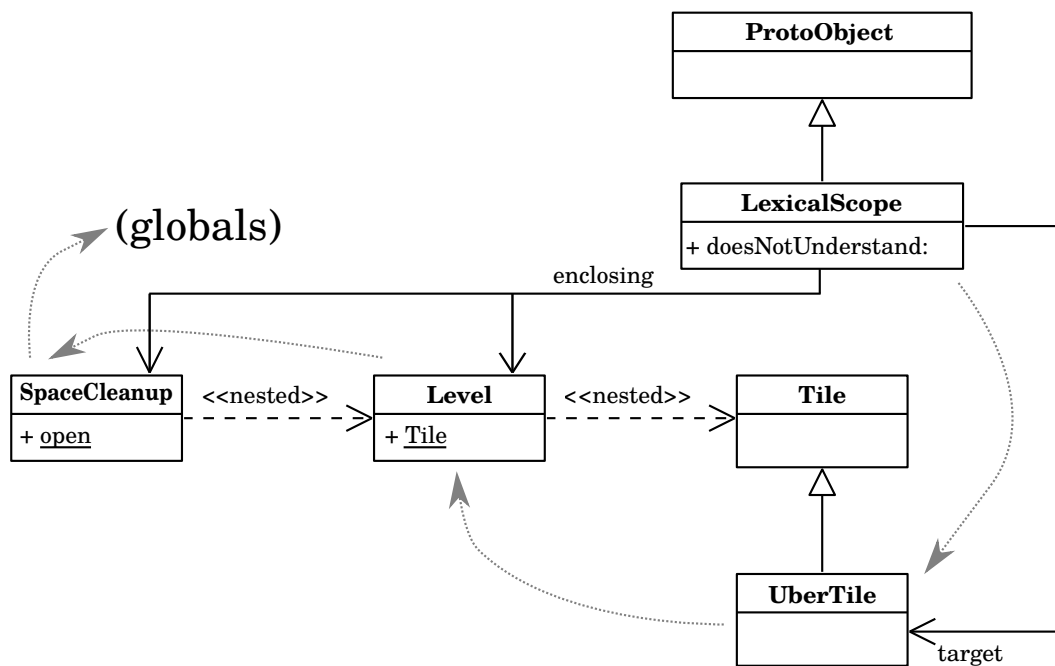 ProtoObject
LexicalScope
+ doesNotUnderstand:
(globals)
enclosing
SpaceCleanup
+ open
<<nested>>
Level
+ Tile
<<nested>>
Tile
UberTile
target